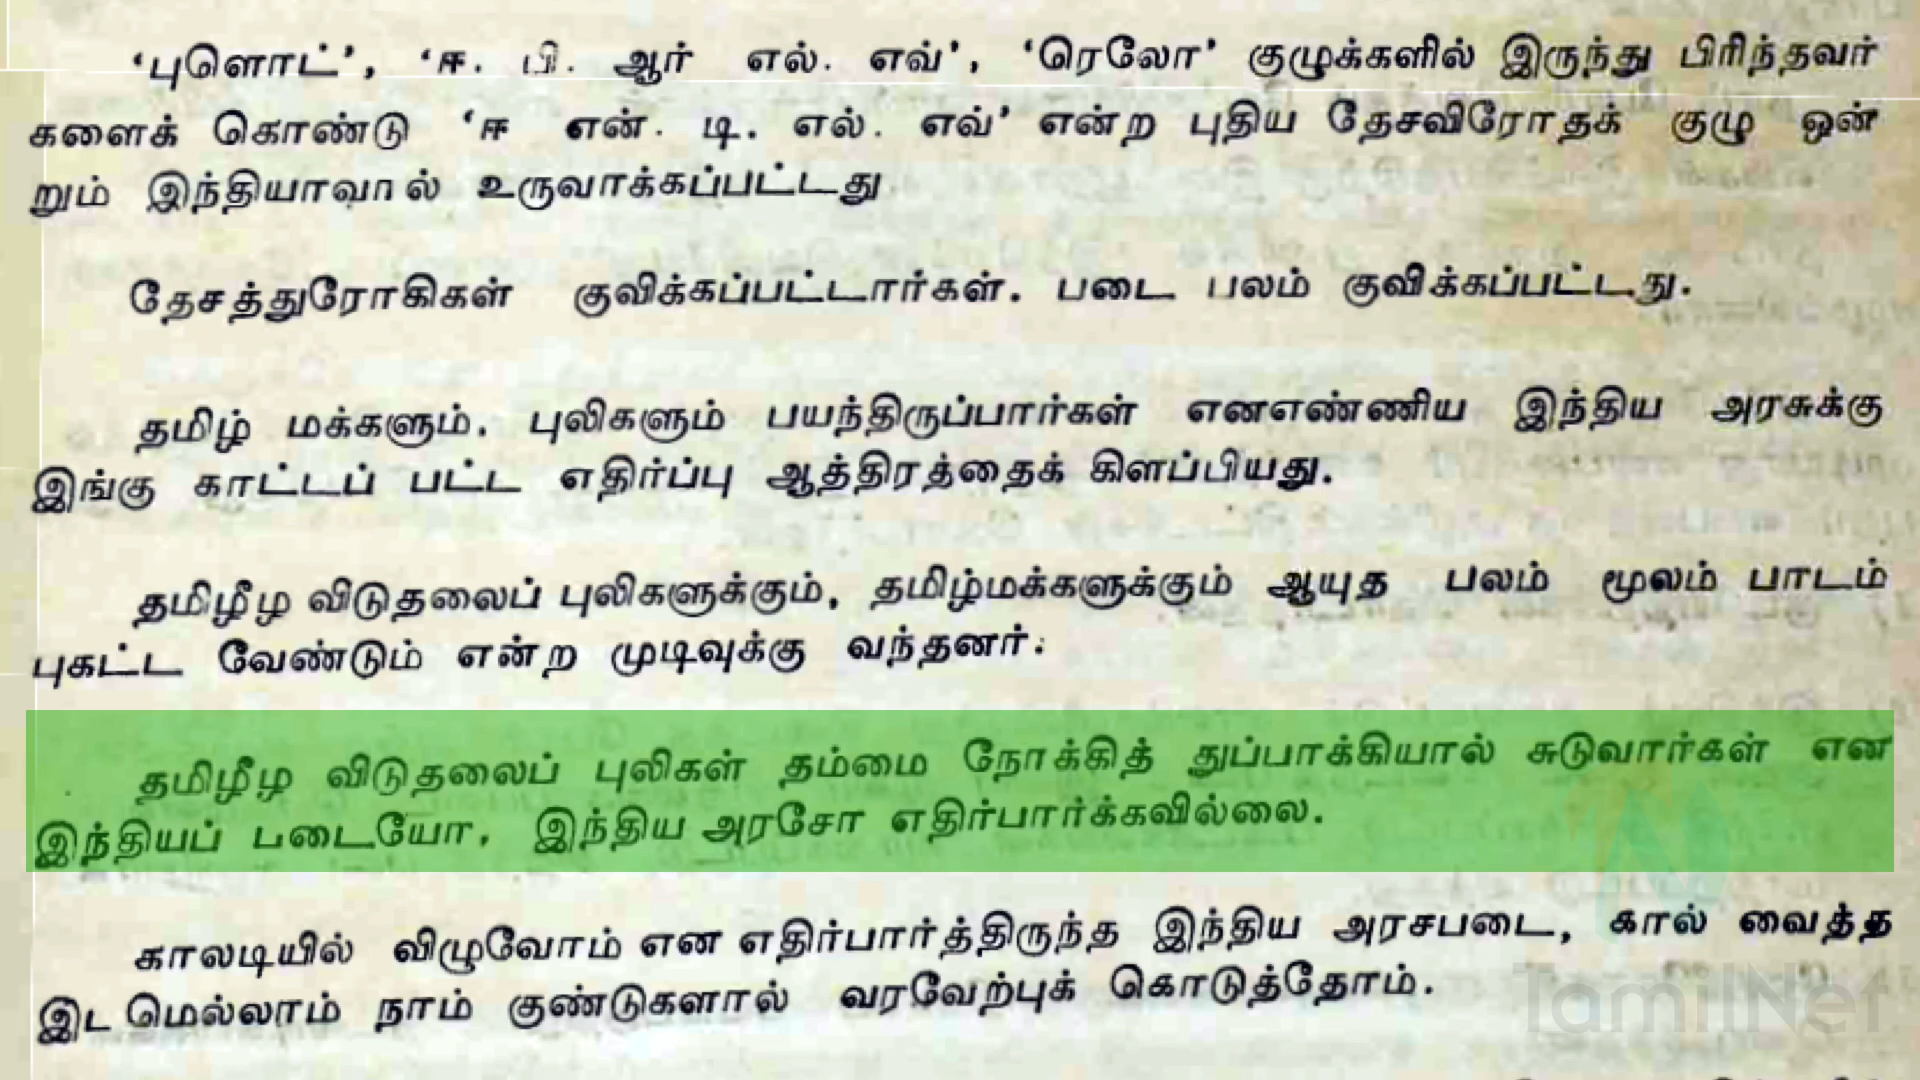 ‘புளொட்’, ‘ஈ. பி. ஆர் எல். எவ்’, ‘ரெலோ’ குழுக்களில் இருந்து பிரிந்தவர்
களைக் கொண்டு ‘ஈ என். டி. எல். எவ்’ என்ற புதிய தேசவிரோதக் குழு ஒன்
றும் இந்தியாவால் உருவாக்கப்பட்டது
தேசத்துரோகிகள் குவிக்கப்பட்டார்கள். படை பலம் குவிக்கப்பட்டது.
தமிழ் மக்களும். புலிகளும் பயந்திருப்பார்கள் எனஎண்ணிய இந்திய அரசுக்கு
இங்கு காட்டப் பட்ட எதிர்ப்பு ஆத்திரத்தைக் கிளப்பியது.
தமிழீழ விடுதலைப் புலிகளுக்கும், தமிழ்மக்களுக்கும் ஆயுத பலம் மூலம் பாடம்
புகட்ட வேண்டும் என்ற முடிவுக்கு வந்தனர்.
தமிழீழ விடுதலைப் புலிகள் தம்மை நோக்கித் துப்பாக்கியால் சுடுவார்கள் என
இந்தியப் படையோ, இந்திய அரசோ எதிர்பார்க்கவில்லை.
காலடியில் விழுவோம் என எதிர்பார்த்திருந்த இந்திய அரசபடை, கால் வைத்த
இடமெல்லாம் நாம் குண்டுகளால் வரவேற்புக் கொடுத்தோம்.
TamilNet